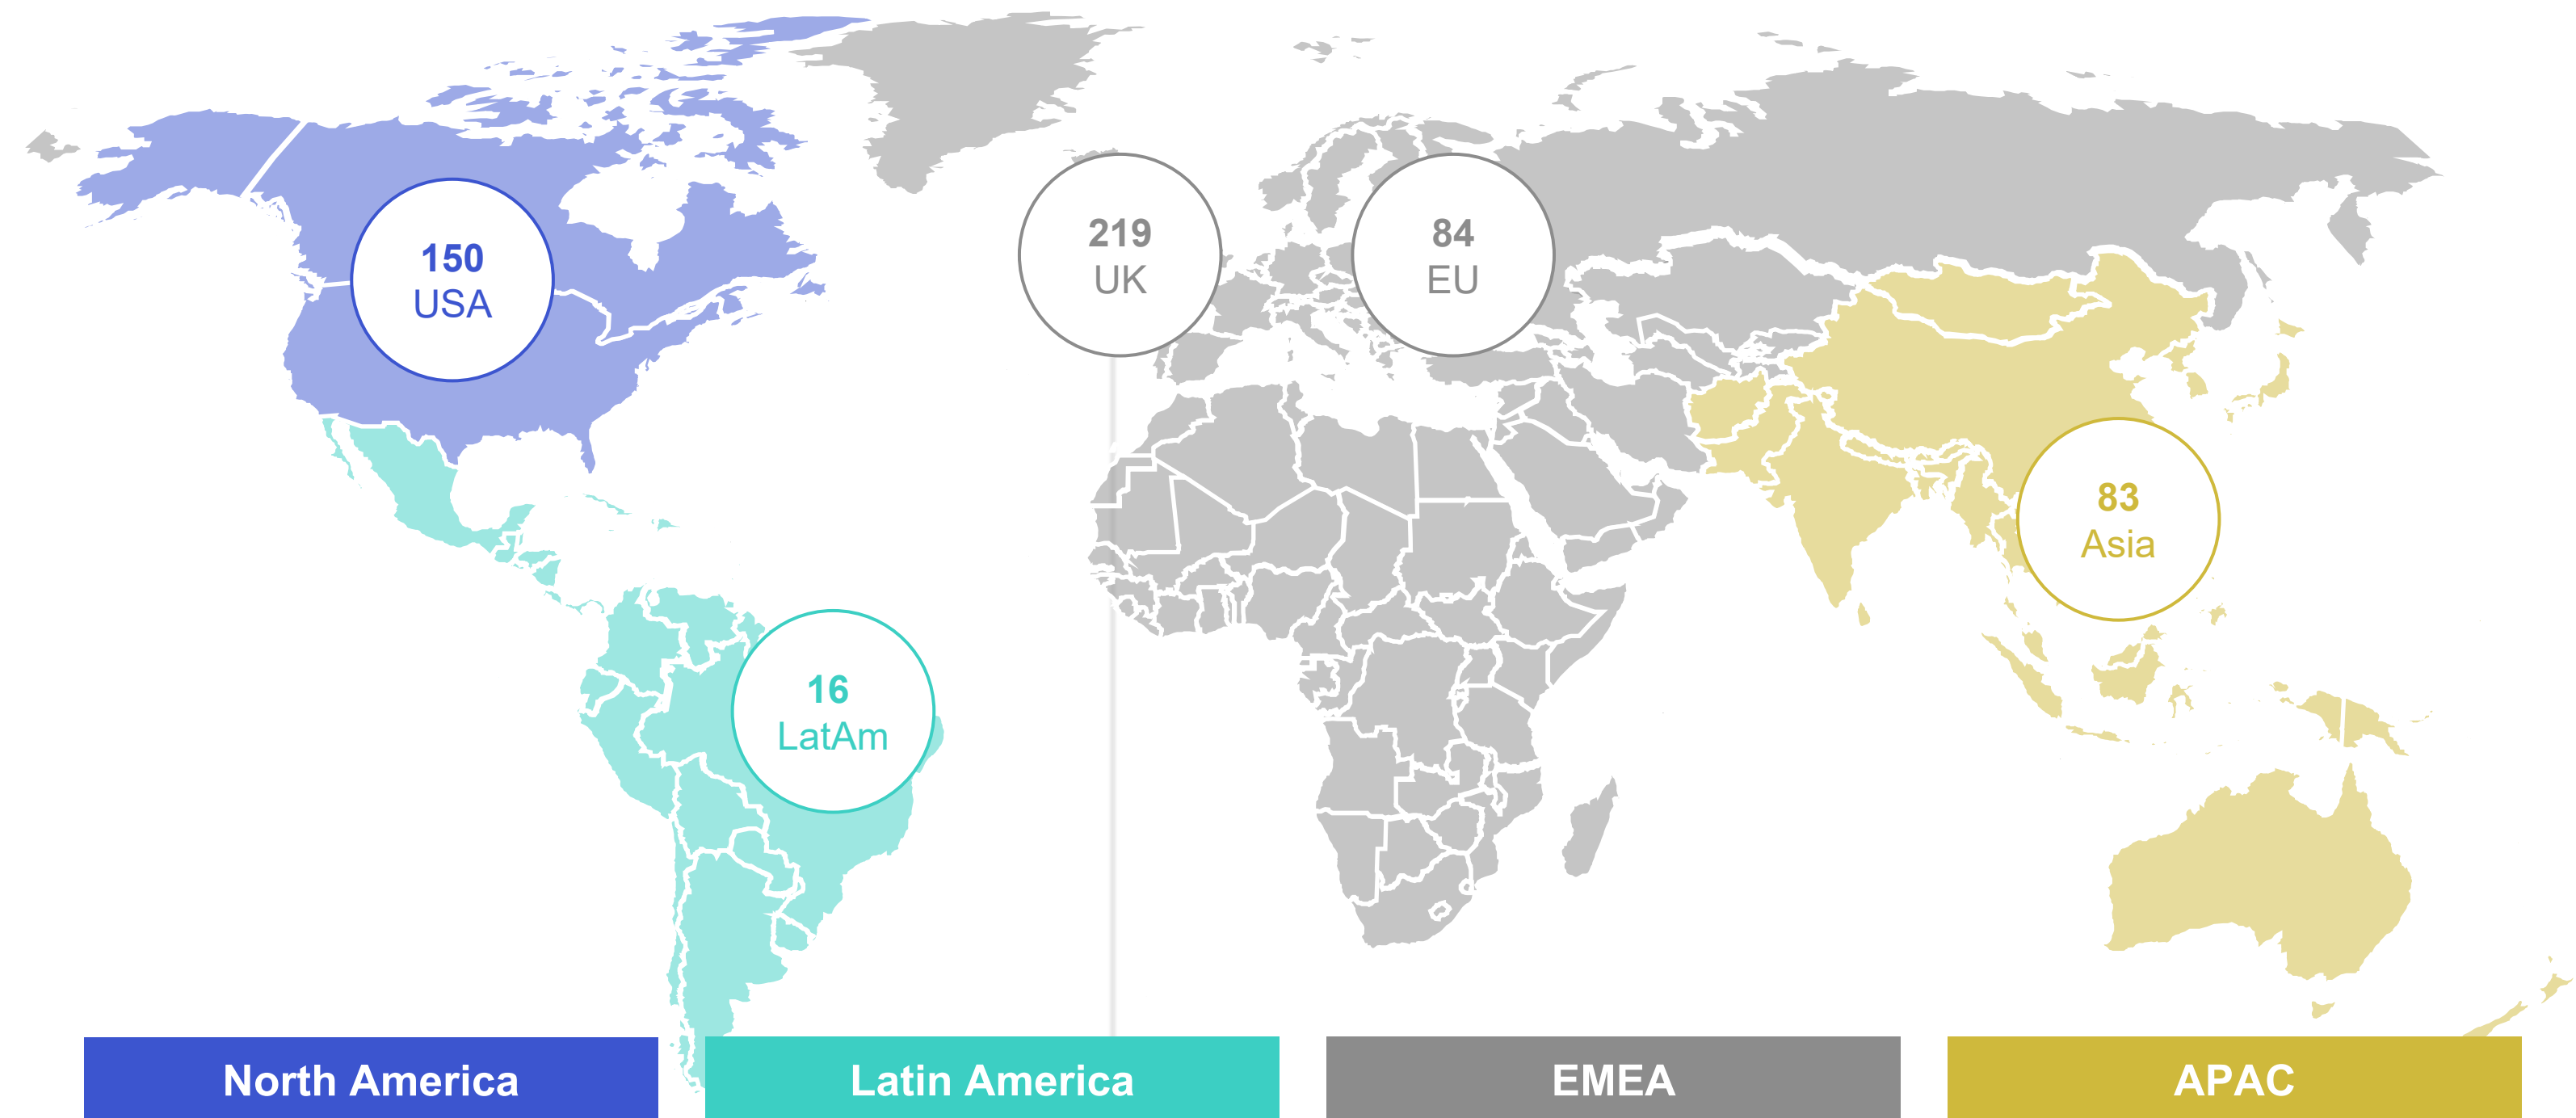 219
UK
84
EU
150
USA
83
Asia
16
LatAm
North America
Latin America
EMEA
APAC